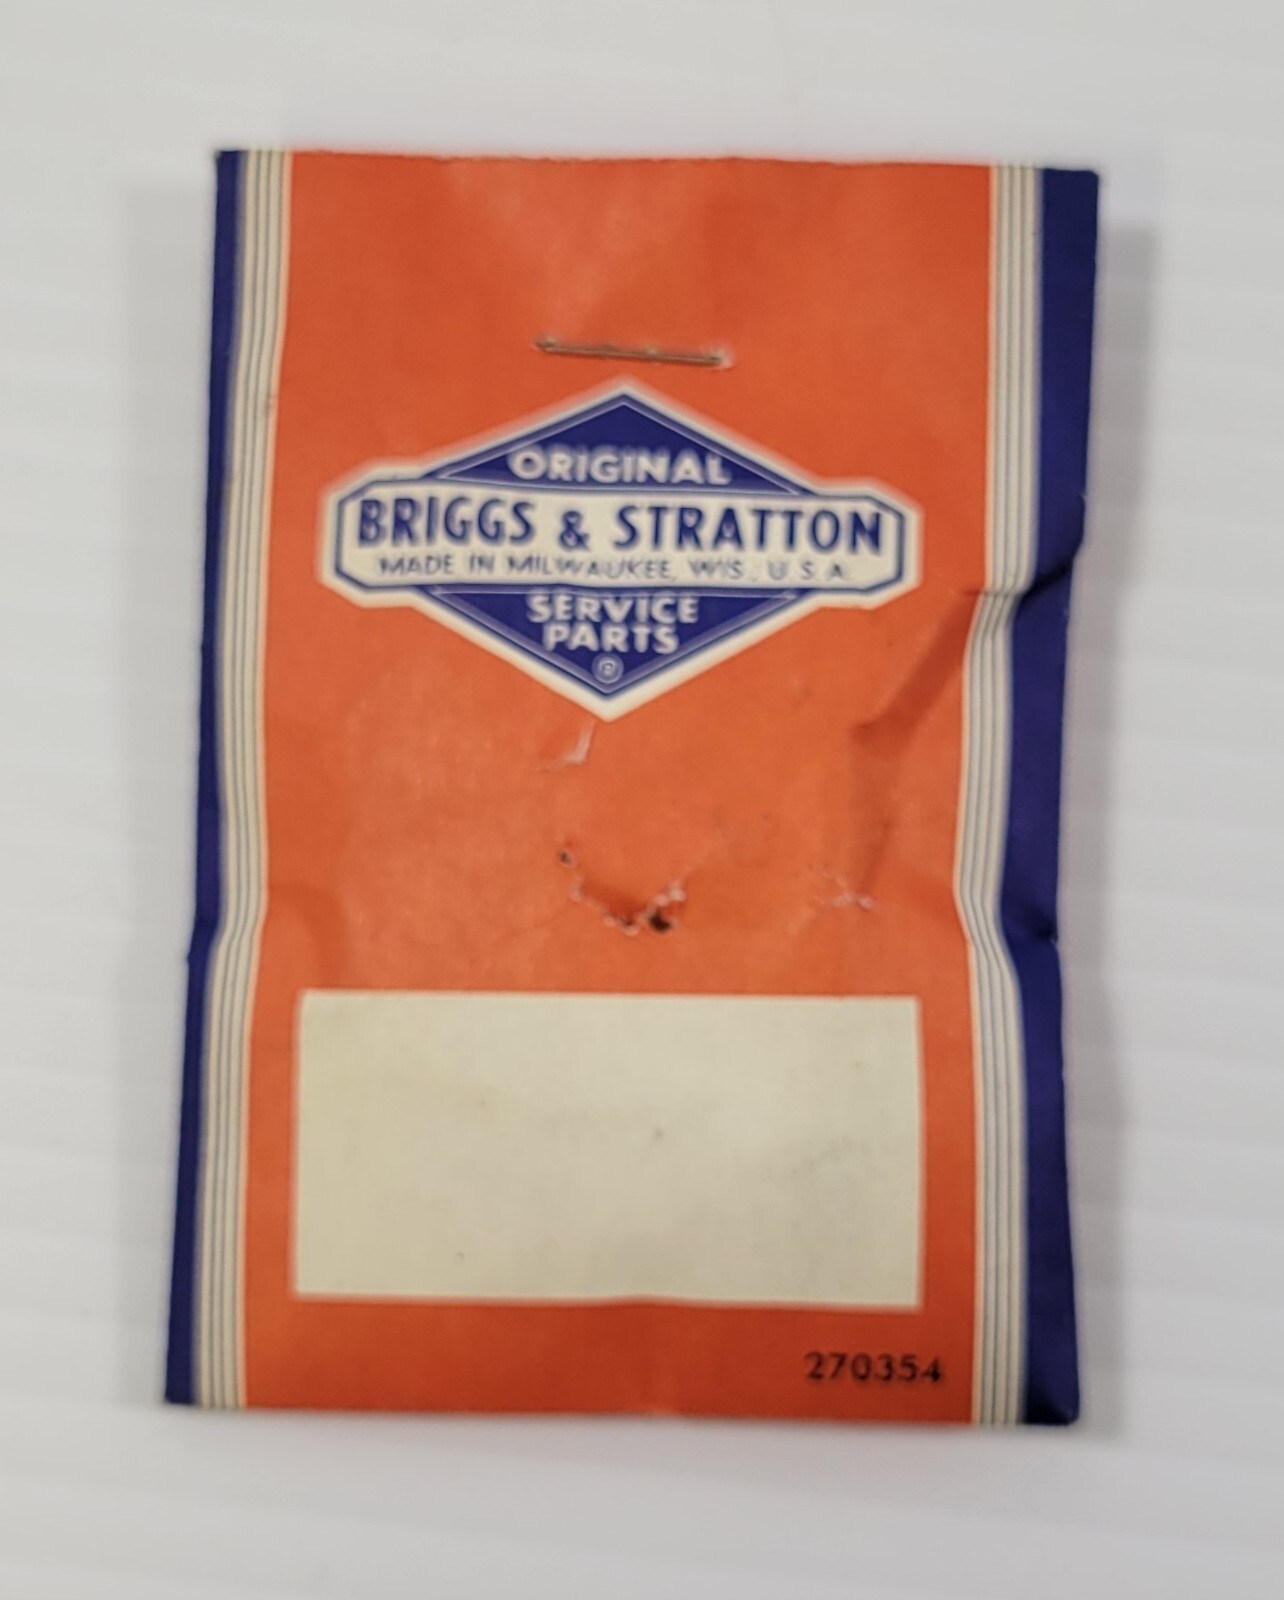 ORIGINAL
BRIGGS & STRATTON
MADE IN MILWAUKEE, WIS., U.S.A.
SERVICE
PARTS
®
270354